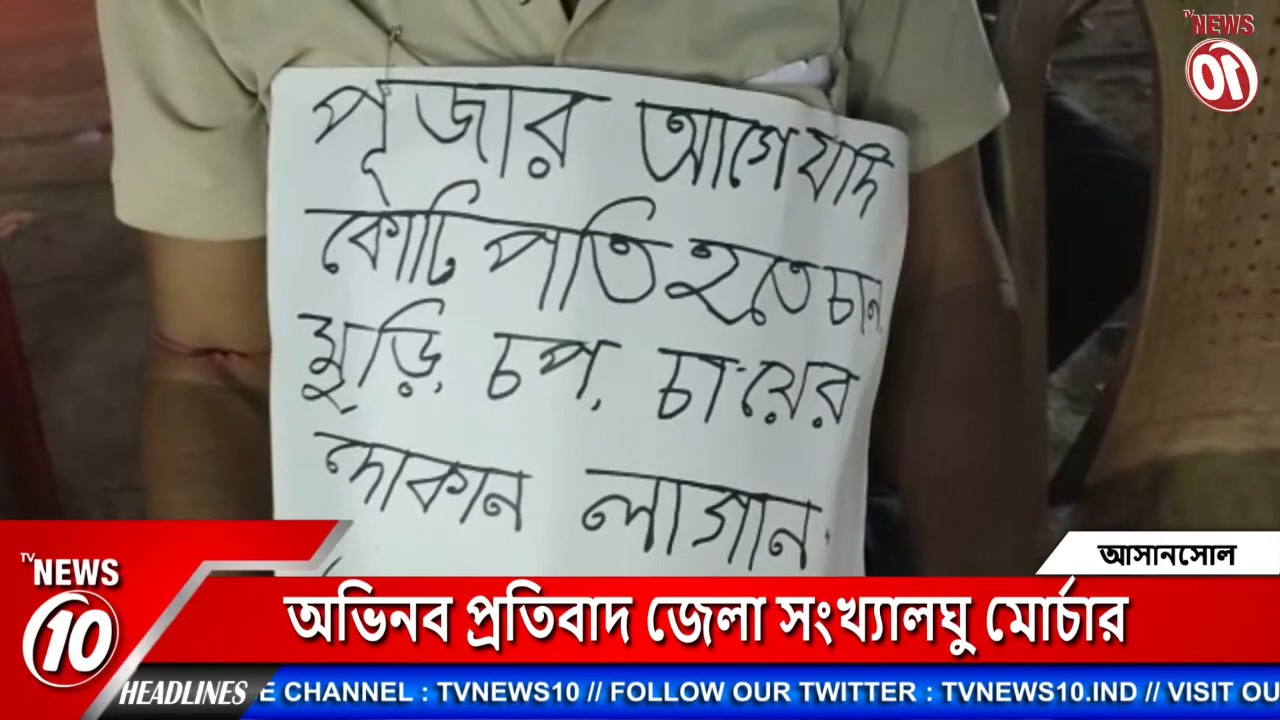 TV
NEWS
10
পূজার আগে যদি
কোটি পতি হতে চান,
মুড়ি, চপ, চায়ের
দোকান লাগান
আসানসোল
TV
NEWS
10
অভিনব প্রতিবাদ জেলা সংখ্যালঘু মোর্চার
HEADLINES
E CHANNEL : TVNEWS10 // FOLLOW OUR TWITTER : TVNEWS10.IND // VISIT OU